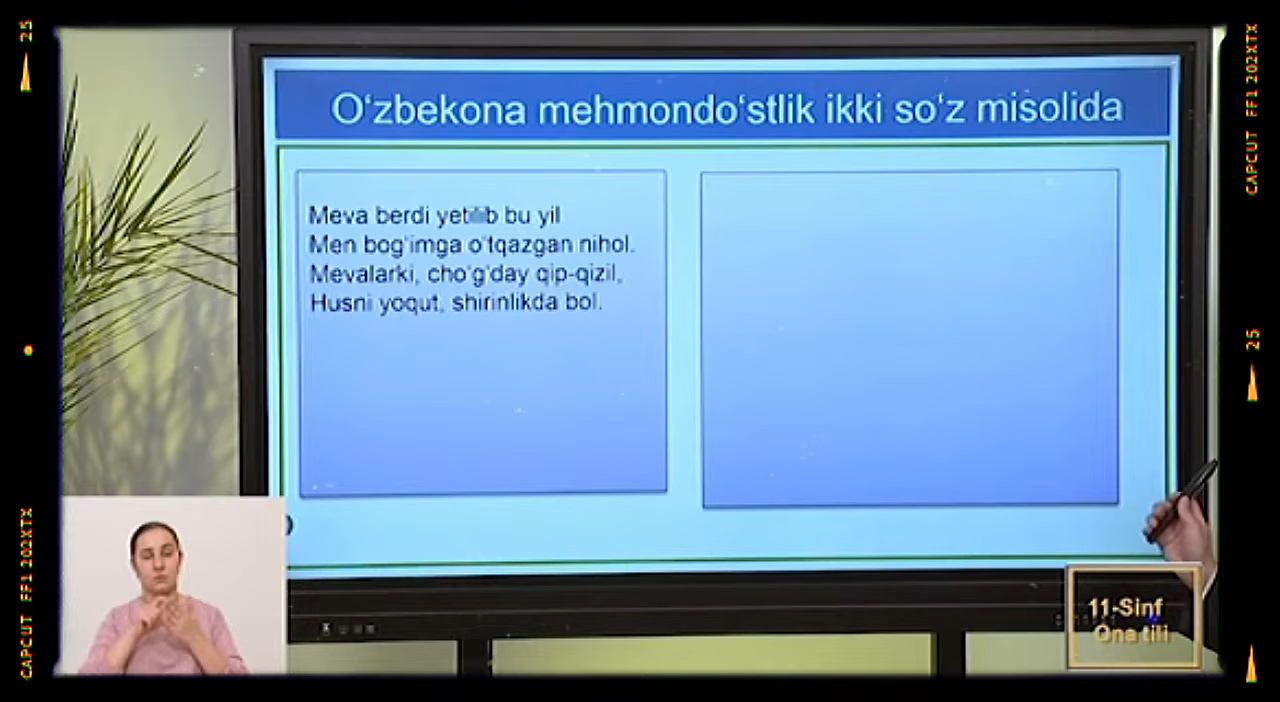 25
CAPCUT FF1 202XTX
O‘zbekona mehmondo‘stlik ikki so‘z misolida
Meva berdi yetilib bu yil
Men bog‘imga o‘tqazgan nihol.
Mevalarki, cho‘g‘day qip-qizil,
Husni yoqut, shirinlikda bol.
25
CAPCUT FF1 202XTX
11-Sinf
Ona tili